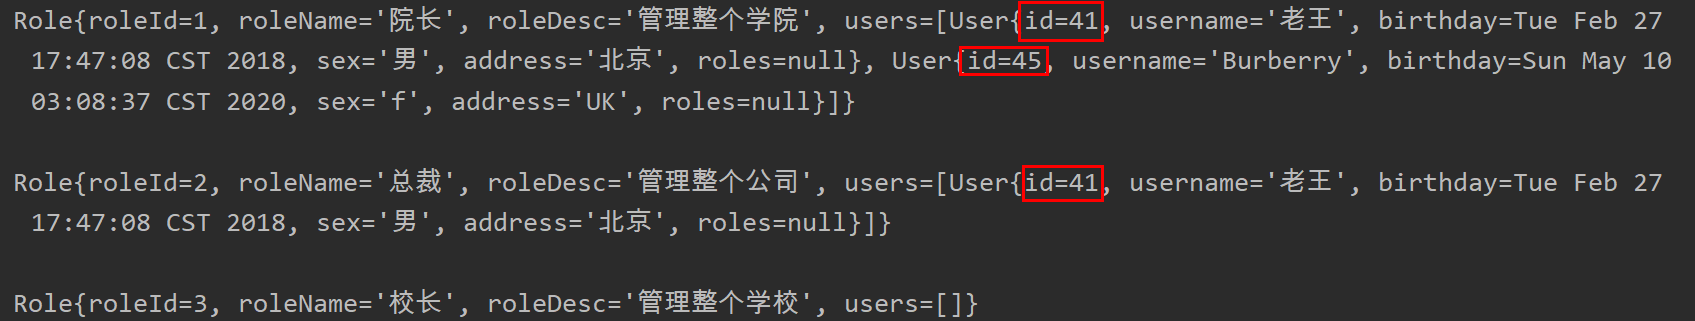 Role{roleId=1, roleName='院长', roleDesc='管理整个学院', users=[User{id=41, username='老王', birthday=Tue Feb 27
17:47:08 CST 2018, sex='男', address='北京', roles=null}, User{id=45, username='Burberry', birthday=Sun May 10
03:08:37 CST 2020, sex='f', address='UK', roles=null}]}
Role{roleId=2, roleName='总裁', roleDesc='管理整个公司', users=[User{id=41, username='老王', birthday=Tue Feb 27
17:47:08 CST 2018, sex='男', address='北京', roles=null}]}
Role{roleId=3, roleName='校长', roleDesc='管理整个学校', users=[]}